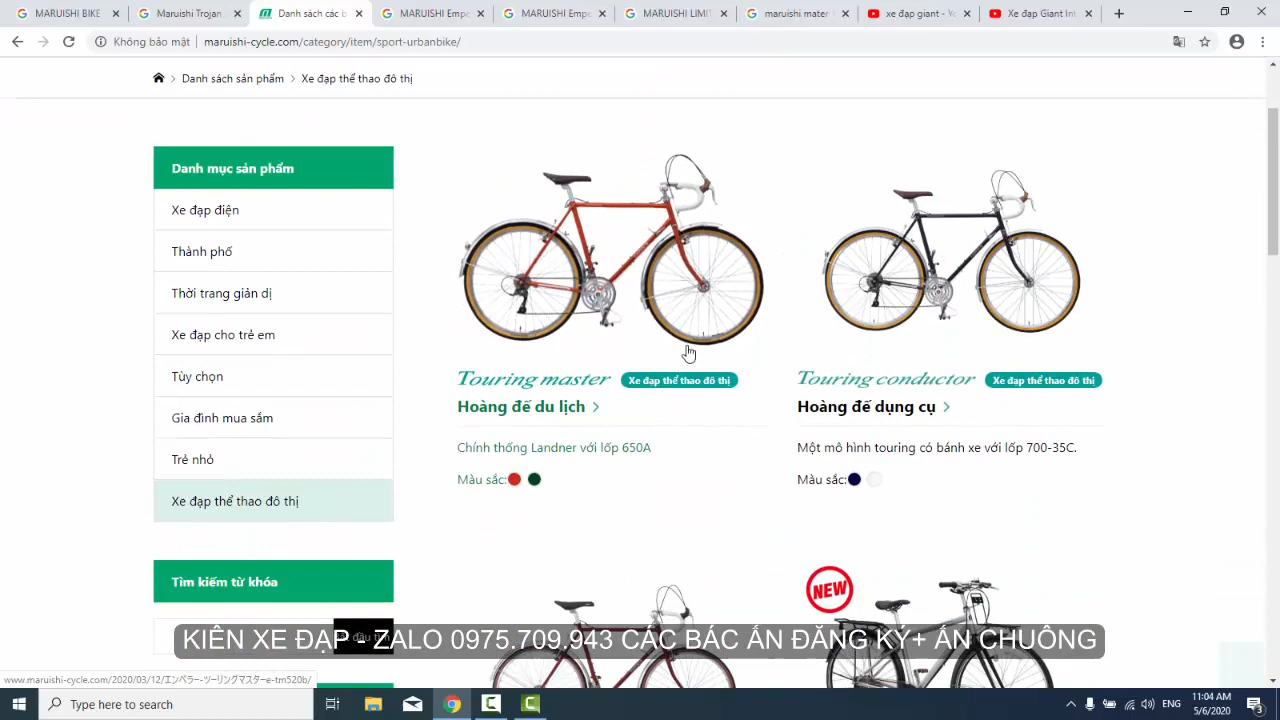 MARUISHI BIKE
Maruishi Trojan
Danh sách các b
MARUISHI Empe
MARUISHI Empe
MARUISHI LIMIT
maruishi mater
xe đạp giant - Yo
Xe đạp Giant Int
Không bảo mật
maruishi-cycle.com/category/item/sport-urbanbike/
Danh sách sản phẩm > Xe đạp thể thao đô thị
Danh mục sản phẩm
Xe đạp điện
Thành phố
Thời trang giản dị
Xe đạp cho trẻ em
Tùy chọn
Gia đình mua sắm
Trẻ nhỏ
Xe đạp thể thao đô thị
Tìm kiếm từ khóa
Touring master
Xe đạp thể thao đô thị
Hoàng đế du lịch >
Chính thống Landner với lốp 650A
Màu sắc:
Touring conductor
Xe đạp thể thao đô thị
Hoàng đế dụng cụ >
Một mô hình touring có bánh xe với lốp 700-35C.
Màu sắc:
NEW
KIÊN XE ĐẠP - ZALO 0975.709.943 CÁC BÁC ẤN ĐĂNG KÝ+ ẤN CHUÔNG
www.maruishi-cycle.com/2020/03/12/エンペラー-ツーリングマスターe-tm520b/
Type here to search
ENG
11:04 AM
5/6/2020
3